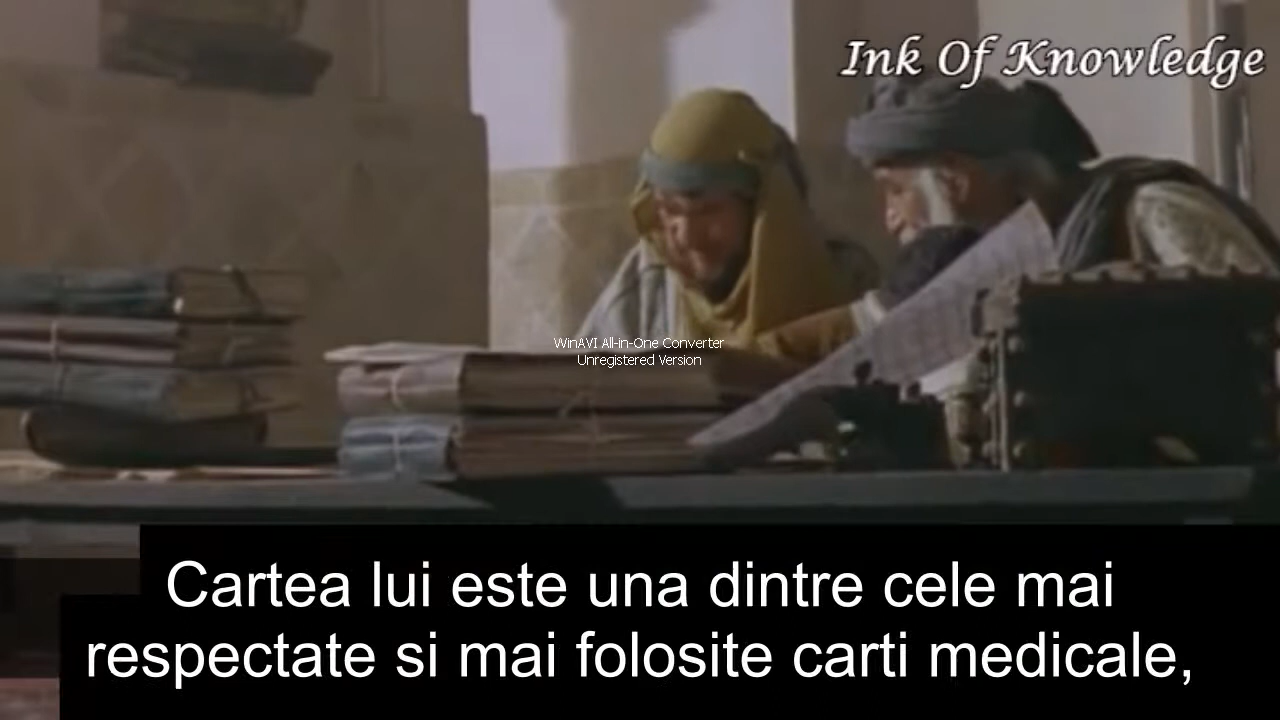 Ink Of Knowledge
WinAVI All-in-One Converter
Unregistered Version
Cartea lui este una dintre cele mai
respectate si mai folosite carti medicale,